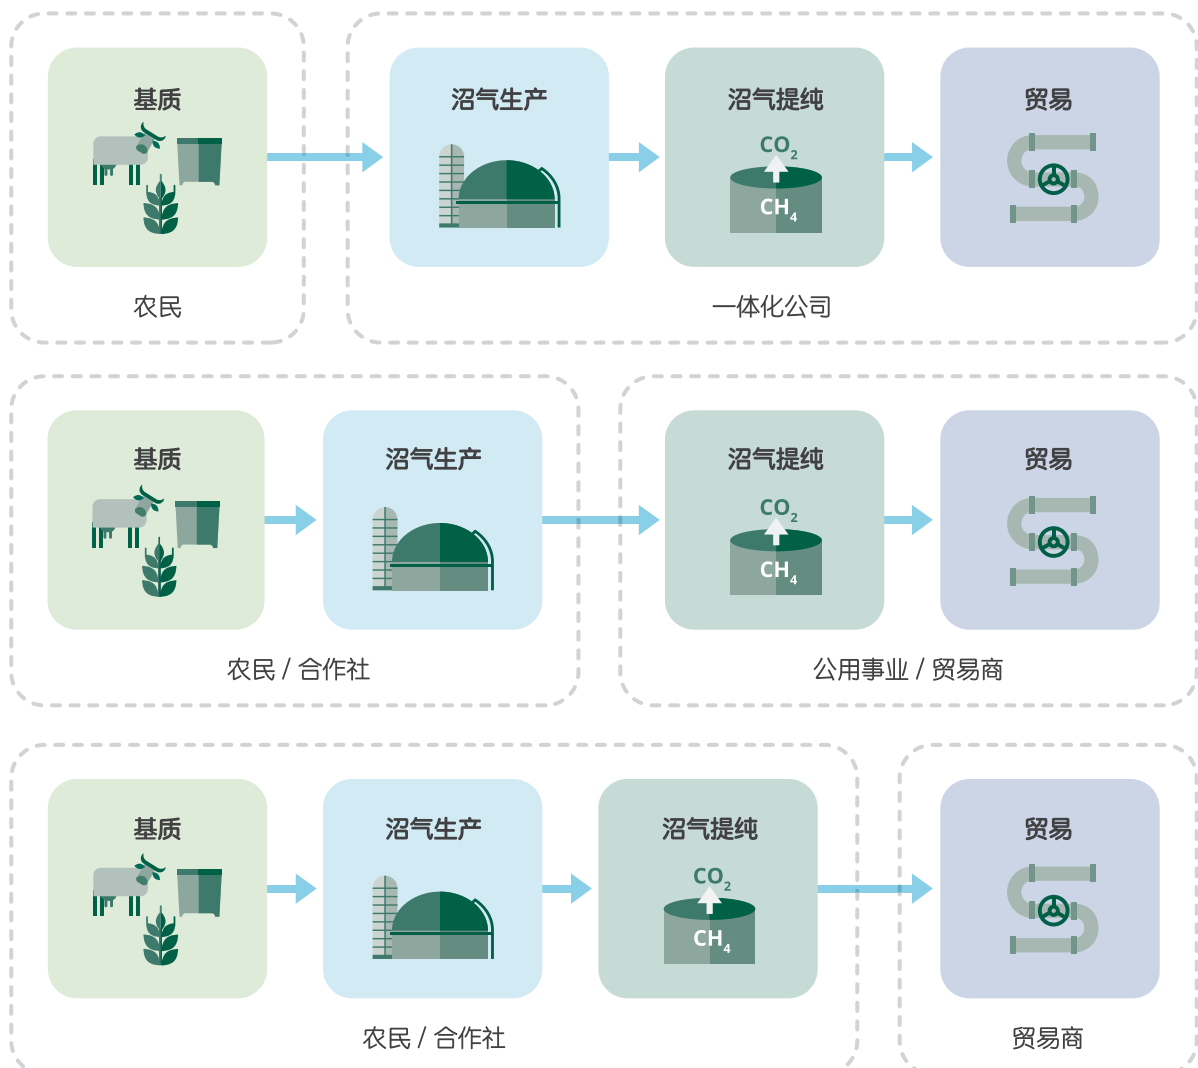 基质
沼气生产
沼气提纯
贸易
CO₂
CH₄
农民
一体化公司
基质
沼气生产
沼气提纯
贸易
CO₂
CH₄
农民 / 合作社
公用事业 / 贸易商
基质
沼气生产
沼气提纯
贸易
CO₂
CH₄
农民 / 合作社
贸易商